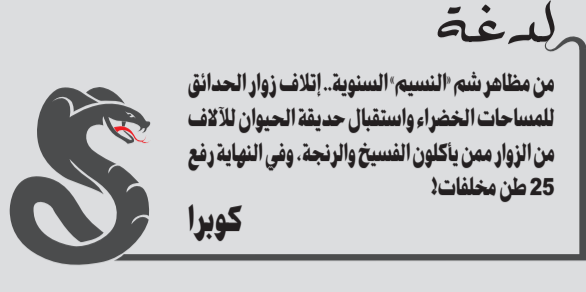 لدغة
من مظاهر شم «النسيم» السنوية.. إتلاف زوار الحدائق
للمساحات الخضراء واستقبال حديقة الحيوان للآلاف
من الزوار ممن يأكلون الفسيخ والرنجة، وفي النهاية رفع
25 طن مخلفات!
كوبرا